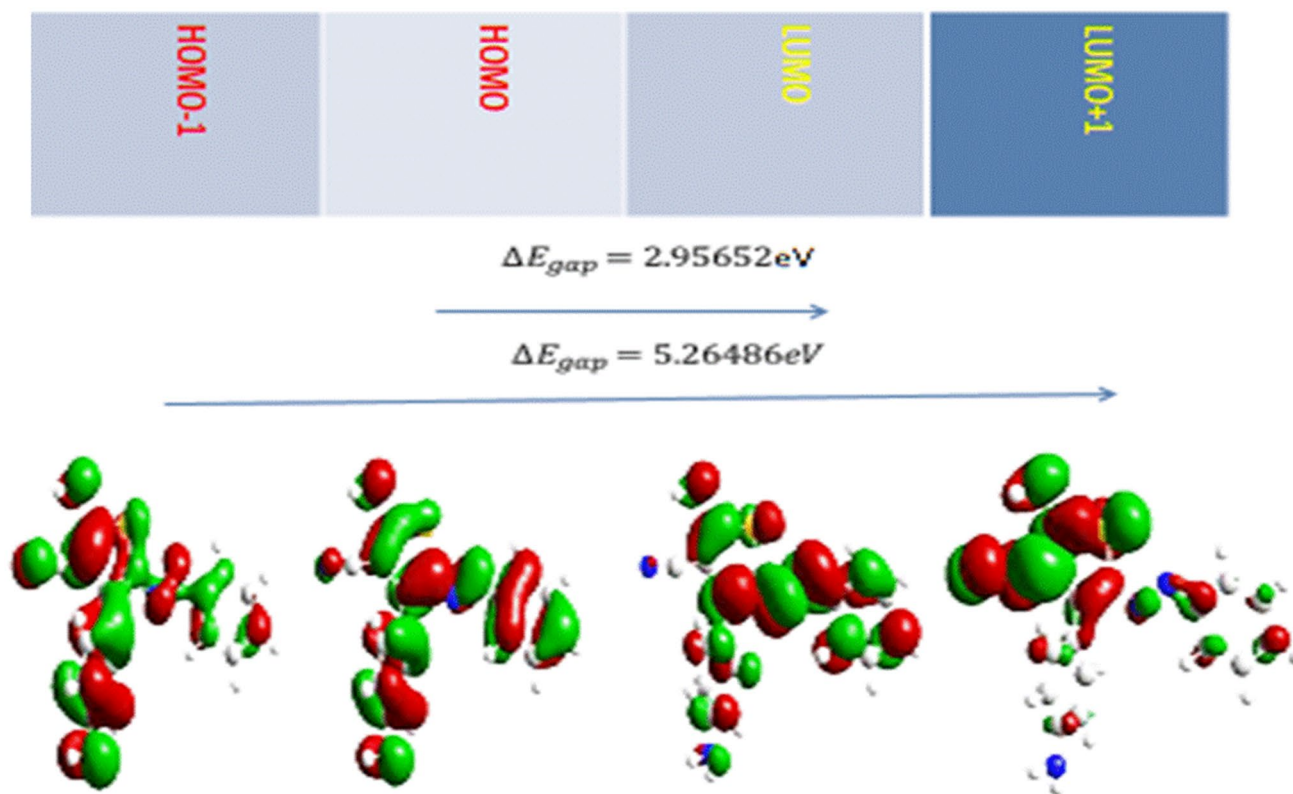 HOMO-1
HOMO
LUMO
LUMO+1
ΔE_gap = 2.95652eV
ΔE_gap = 5.26486eV